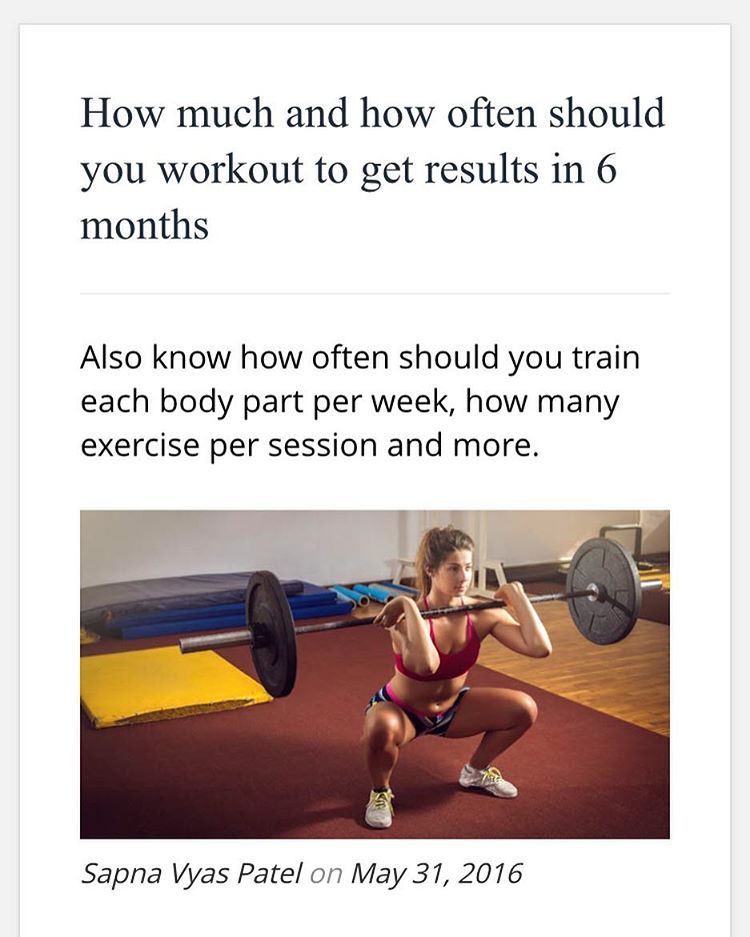 How much and how often should
you workout to get results in 6
months
Also know how often should you train
each body part per week, how many
exercise per session and more.
Sapna Vyas Patel on May 31, 2016